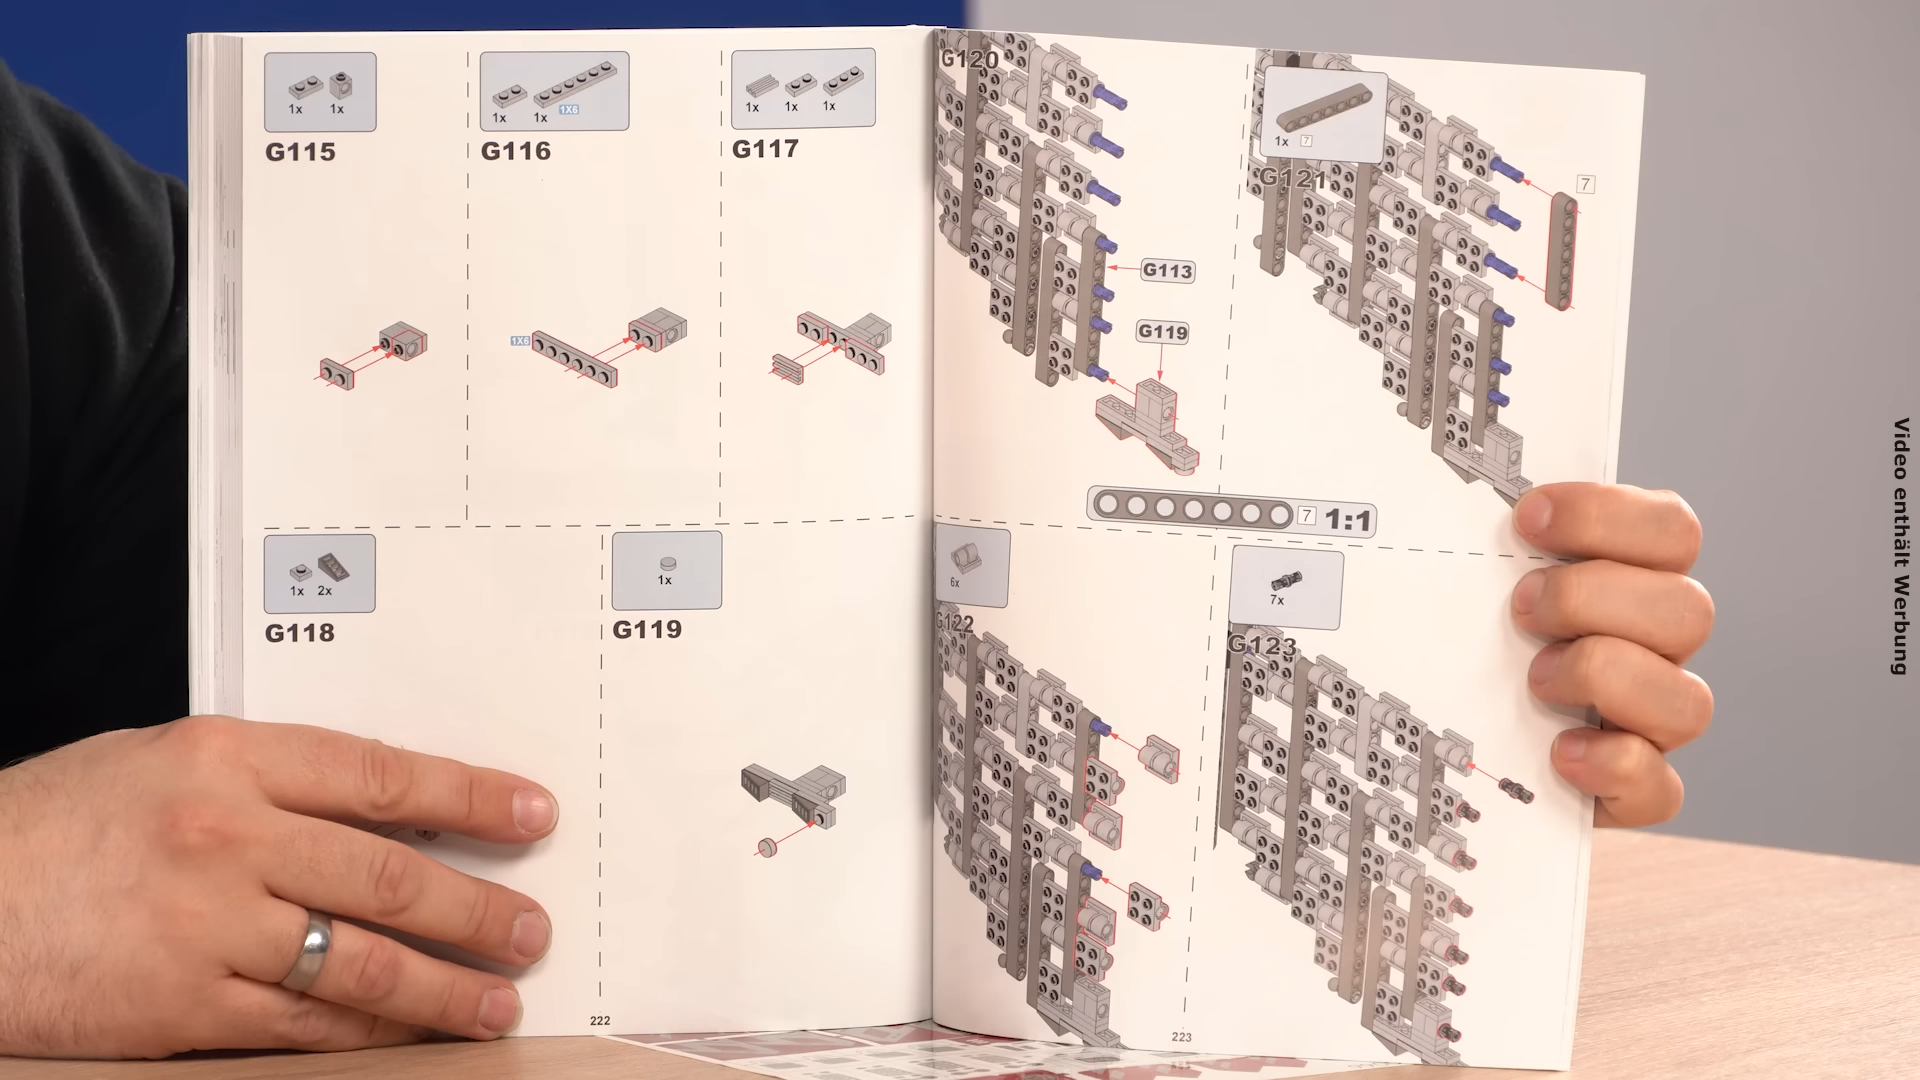 1x 1x
G115
1x 1x 1X6
G116
1x 1x 1x
G117
1X6
1x 2x
G118
1x
G119
222
G120
G113
G119
1x 7
G121
7
7 1:1
6x
G122
7x
G123
223
Video enthält Werbung